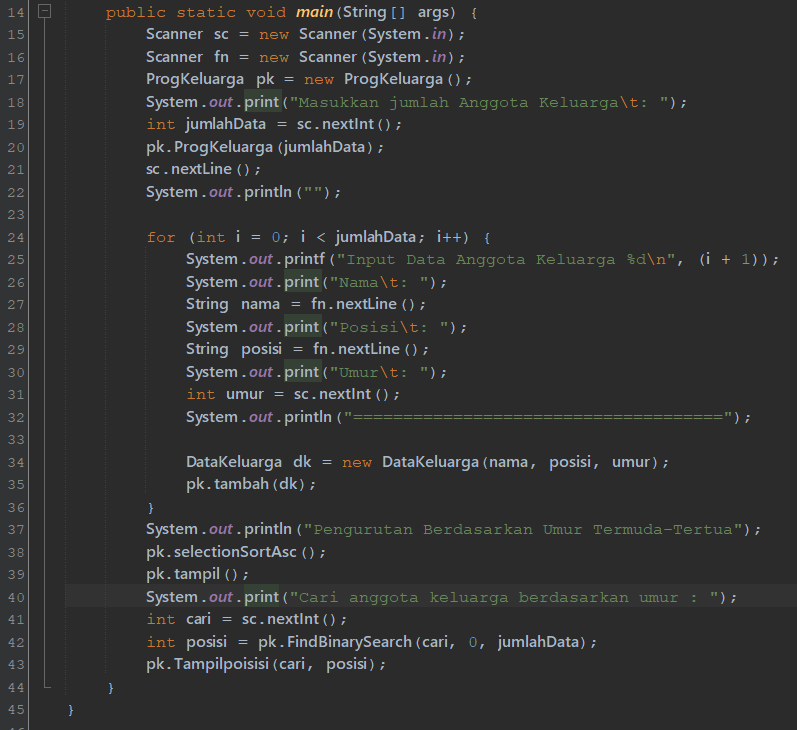 14 public static void main(String[] args) {
15 Scanner sc = new Scanner(System.in);
16 Scanner fn = new Scanner(System.in);
17 ProgKeluarga pk = new ProgKeluarga();
18 System.out.print("Masukkan jumlah Anggota Keluarga\t: ");
19 int jumlahData = sc.nextInt();
20 pk.ProgKeluarga(jumlahData);
21 sc.nextLine();
22 System.out.println("");
23
24 for (int i = 0; i < jumlahData; i++) {
25 System.out.printf("Input Data Anggota Keluarga %d\n", (i + 1));
26 System.out.print("Nama\t: ");
27 String nama = fn.nextLine();
28 System.out.print("Posisi\t: ");
29 String posisi = fn.nextLine();
30 System.out.print("Umur\t: ");
31 int umur = sc.nextInt();
32 System.out.println("=====================================");
33
34 DataKeluarga dk = new DataKeluarga(nama, posisi, umur);
35 pk.tambah(dk);
36 }
37 System.out.println("Pengurutan Berdasarkan Umur Termuda-Tertua");
38 pk.selectionSortAsc();
39 pk.tampil();
40 System.out.print("Cari anggota keluarga berdasarkan umur : ");
41 int cari = sc.nextInt();
42 int posisi = pk.FindBinarySearch(cari, 0, jumlahData);
43 pk.Tampilpoisisi(cari, posisi);
44 }
45 }